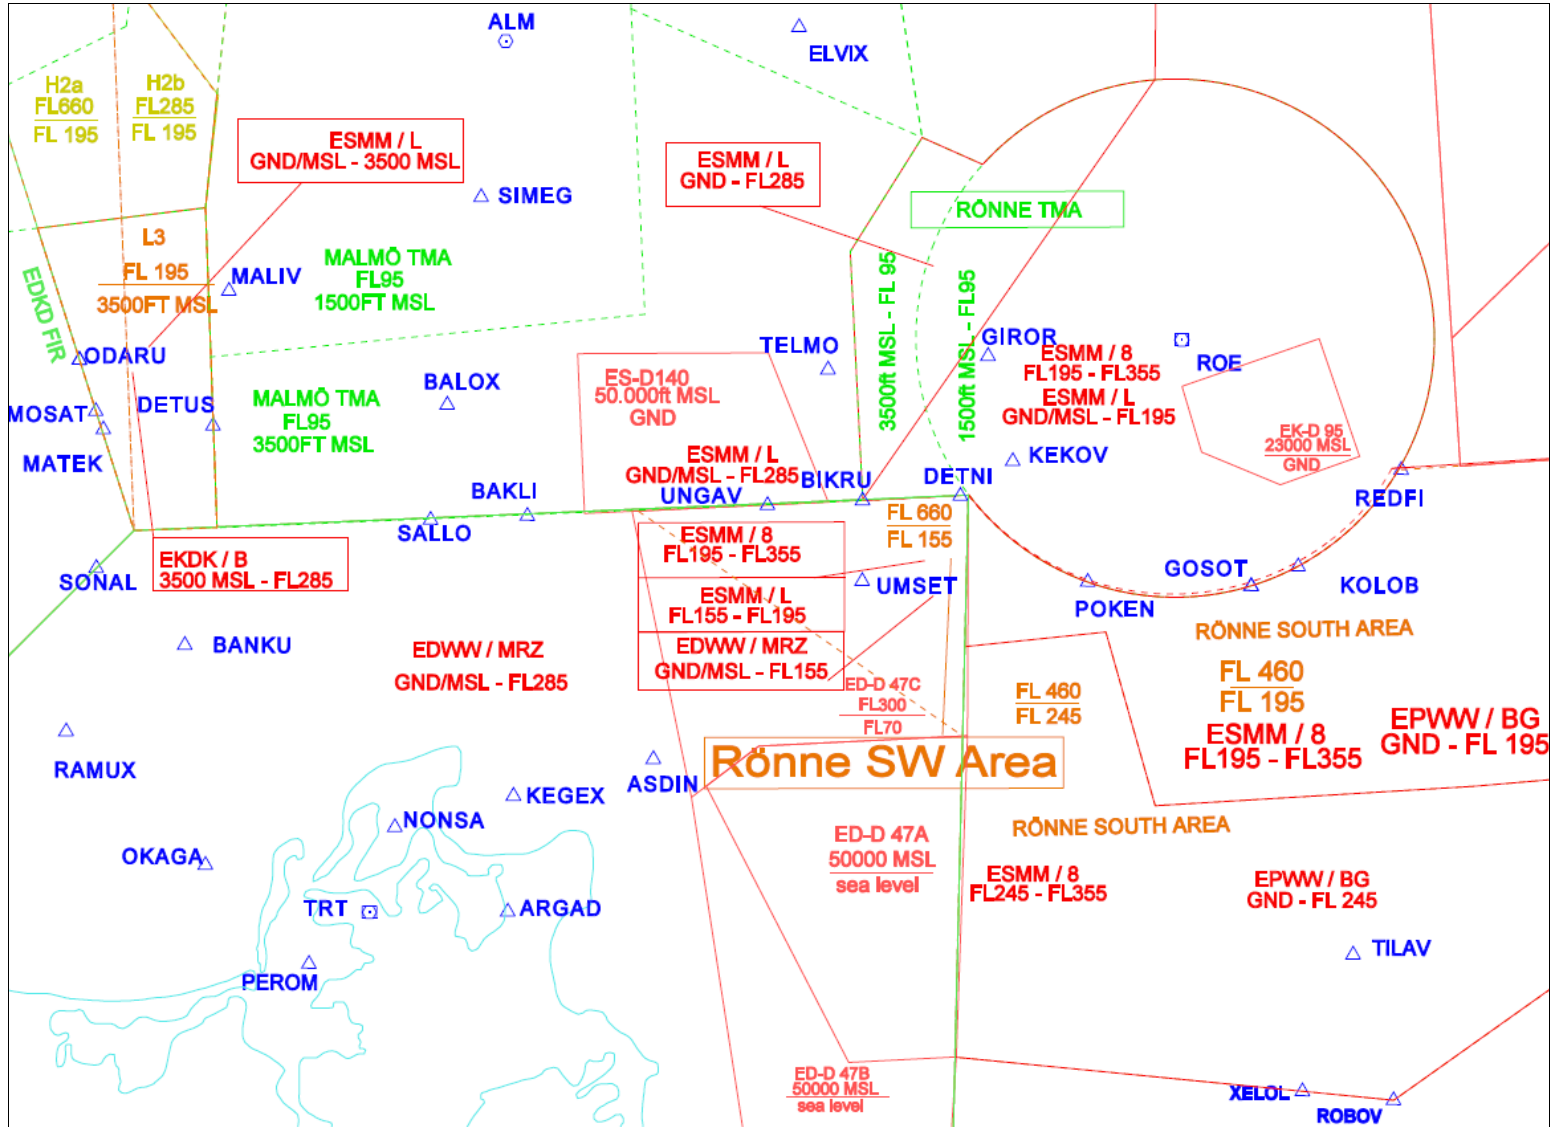 ALM
ELVIX
H2a
FL660
FL 195
H2b
FL285
FL 195
ESMM / L
GND/MSL - 3500 MSL
ESMM / L
GND - FL285
SIMEG
RÖNNE TMA
L3
FL 195
3500FT MSL
MALIV
MALMÖ TMA
FL95
1500FT MSL
EDKD FIR
3500ft MSL - FL 95
1500ft MSL - FL95
ODARU
TELMO
GIROR
ROE
ESMM / 8
FL195 - FL355
ESMM / L
GND/MSL - FL195
BALOX
ES-D140
50.000ft MSL
GND
MOSAT
DETUS
MALMÖ TMA
FL95
3500FT MSL
EK-D 95
23000 MSL
GND
MATEK
KEKOV
ESMM / L
GND/MSL - FL285
BAKLI
UNGAV
BIKRU
DETNI
REDFI
SALLO
FL 660
FL 155
EKDK / B
3500 MSL - FL285
ESMM / 8
FL195 - FL355
SONAL
UMSET
GOSOT
KOLOB
ESMM / L
FL155 - FL195
POKEN
BANKU
EDWW / MRZ
GND/MSL - FL285
EDWW / MRZ
GND/MSL - FL155
RÖNNE SOUTH AREA
ED-D 47C
FL300
FL70
FL 460
FL 245
FL 460
FL 195
ESMM / 8
FL195 - FL355
EPWW / BG
GND - FL 195
RAMUX
Rönne SW Area
ASDIN
KEGEX
NONSA
RÖNNE SOUTH AREA
OKAGA
ED-D 47A
50000 MSL
sea level
ESMM / 8
FL245 - FL355
EPWW / BG
GND - FL 245
TRT
ARGAD
TILAV
PEROM
ED-D 47B
50000 MSL
sea level
XELOL
ROBOV